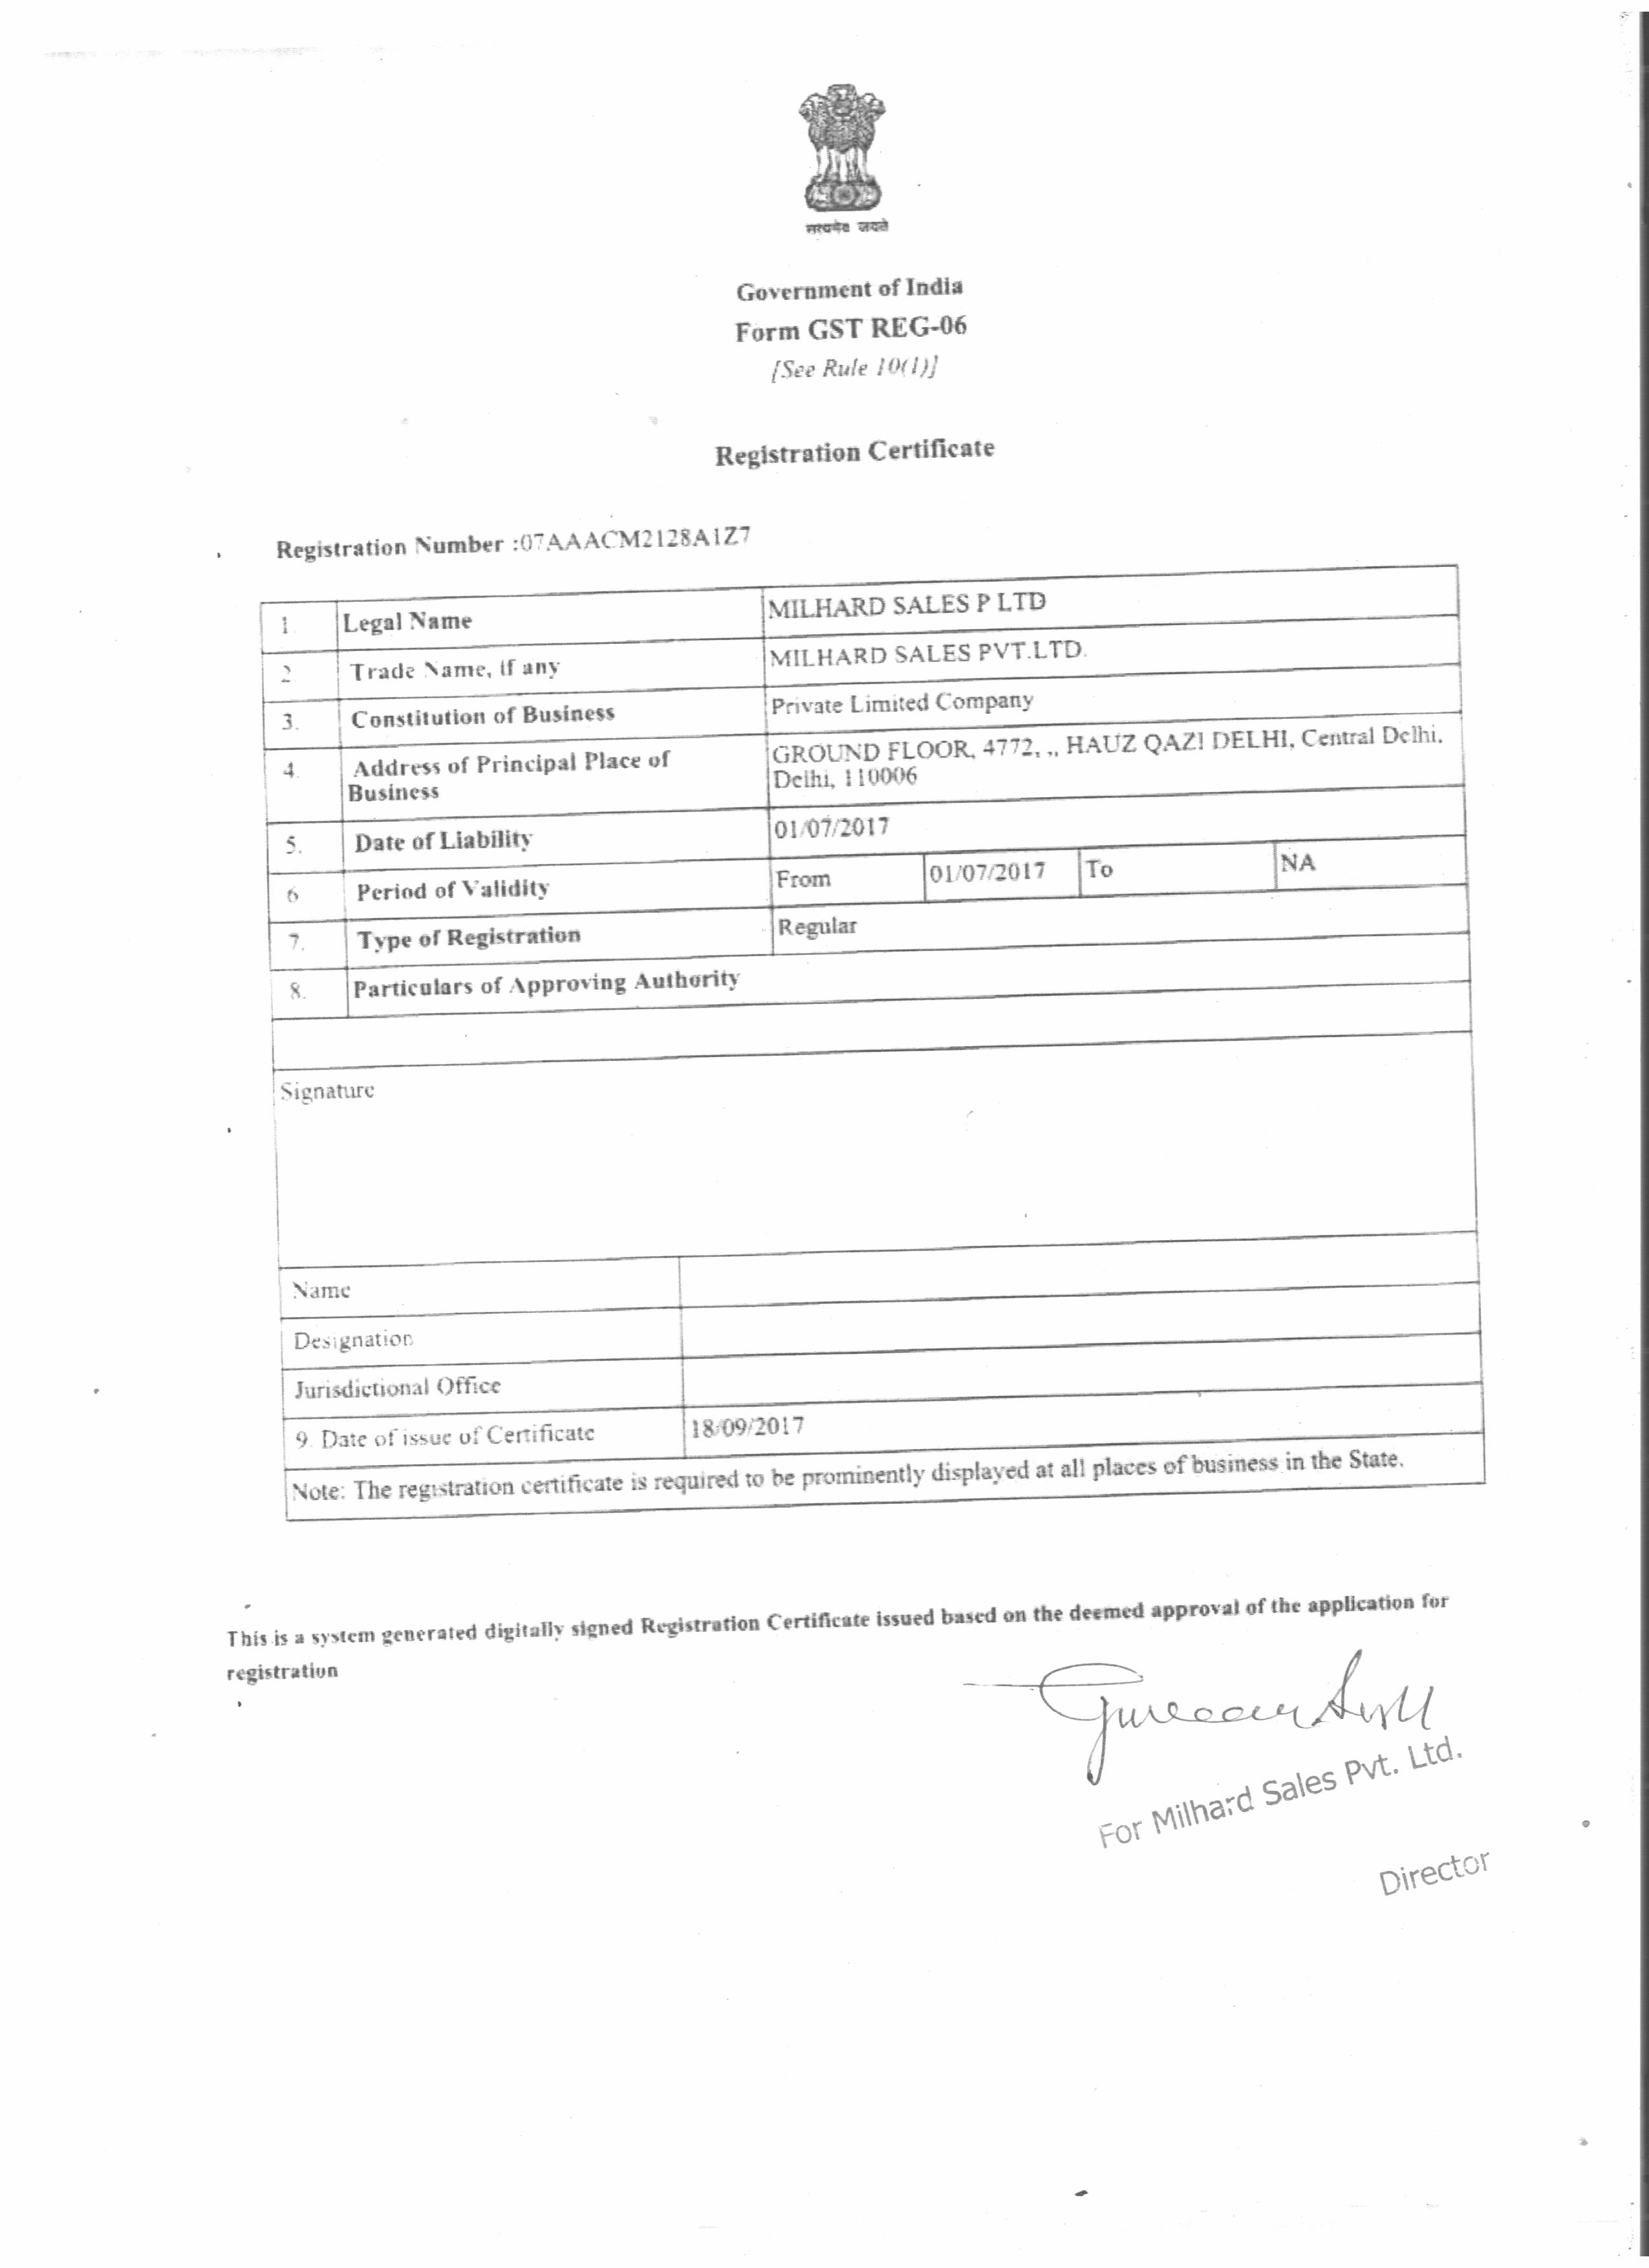 सत्यमेव जयते
Government of India
Form GST REG-06
[See Rule 10(1)]
Registration Certificate
Registration Number :07AAACM2128A1Z7
1. Legal Name MILHARD SALES P LTD
2. Trade Name, if any MILHARD SALES PVT.LTD.
3. Constitution of Business Private Limited Company
4. Address of Principal Place of GROUND FLOOR, 4772, ,, HAUZ QAZI DELHI, Central Delhi,
Business Delhi, 110006
5. Date of Liability 01/07/2017
6 Period of Validity From 01/07/2017 To NA
7. Type of Registration Regular
8. Particulars of Approving Authority
Signature
Name
Designation
Jurisdictional Office
9. Date of issue of Certificate 18/09/2017
Note: The registration certificate is required to be prominently displayed at all places of business in the State.
This is a system generated digitally signed Registration Certificate issued based on the deemed approval of the application for
registration
For Milhard Sales Pvt. Ltd.
Director